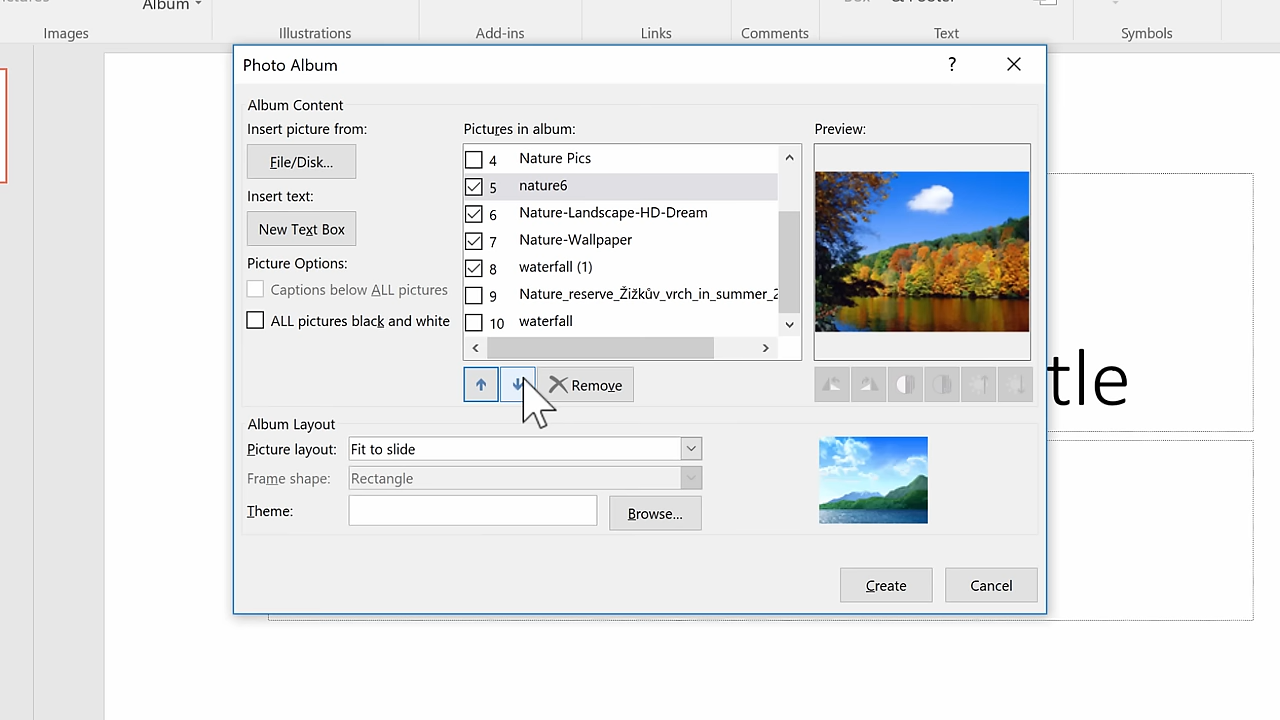 Album
Images
Illustrations
Add-ins
Links
Comments
Text
Symbols
Photo Album
?
Album Content
Insert picture from:
File/Disk...
Insert text:
New Text Box
Picture Options:
Captions below ALL pictures
ALL pictures black and white
Pictures in album:
4 Nature Pics
5 nature6
6 Nature-Landscape-HD-Dream
7 Nature-Wallpaper
8 waterfall (1)
9 Nature_reserve_Žižkův_vrch_in_summer_2
10 waterfall
Remove
Preview:
tle
Album Layout
Picture layout: Fit to slide
Frame shape: Rectangle
Theme:
Browse...
Create
Cancel